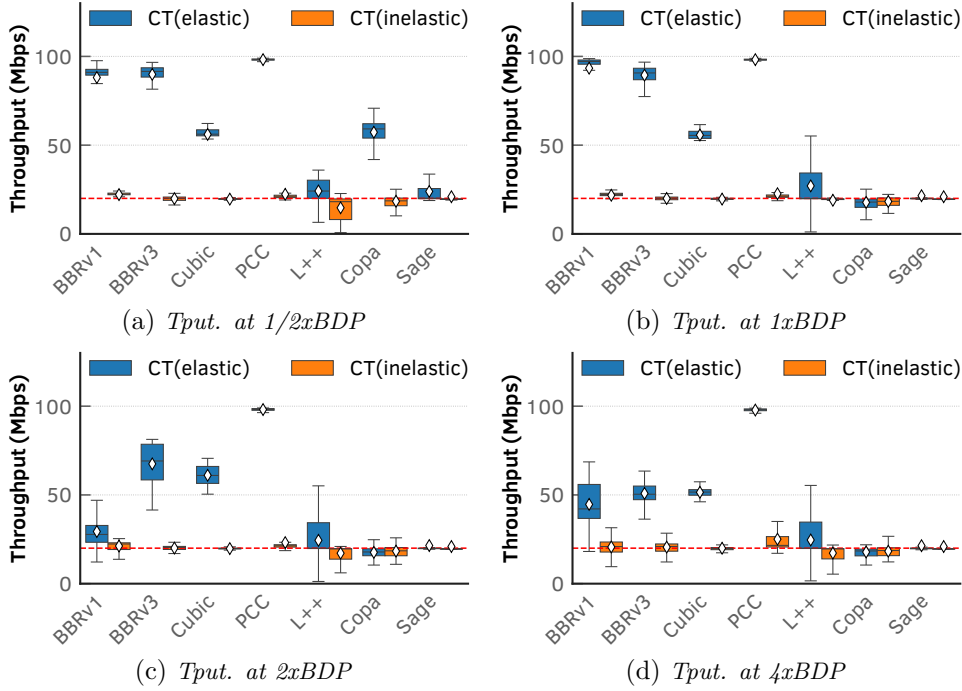 CT(elastic) CT(inelastic)
Throughput (Mbps)
100
50
0
BBRv1 BBRv3 Cubic PCC L++ Copa Sage
(a) Tput. at 1/2xBDP
CT(elastic) CT(inelastic)
Throughput (Mbps)
100
50
0
BBRv1 BBRv3 Cubic PCC L++ Copa Sage
(b) Tput. at 1xBDP
CT(elastic) CT(inelastic)
Throughput (Mbps)
100
50
0
BBRv1 BBRv3 Cubic PCC L++ Copa Sage
(c) Tput. at 2xBDP
CT(elastic) CT(inelastic)
Throughput (Mbps)
100
50
0
BBRv1 BBRv3 Cubic PCC L++ Copa Sage
(d) Tput. at 4xBDP